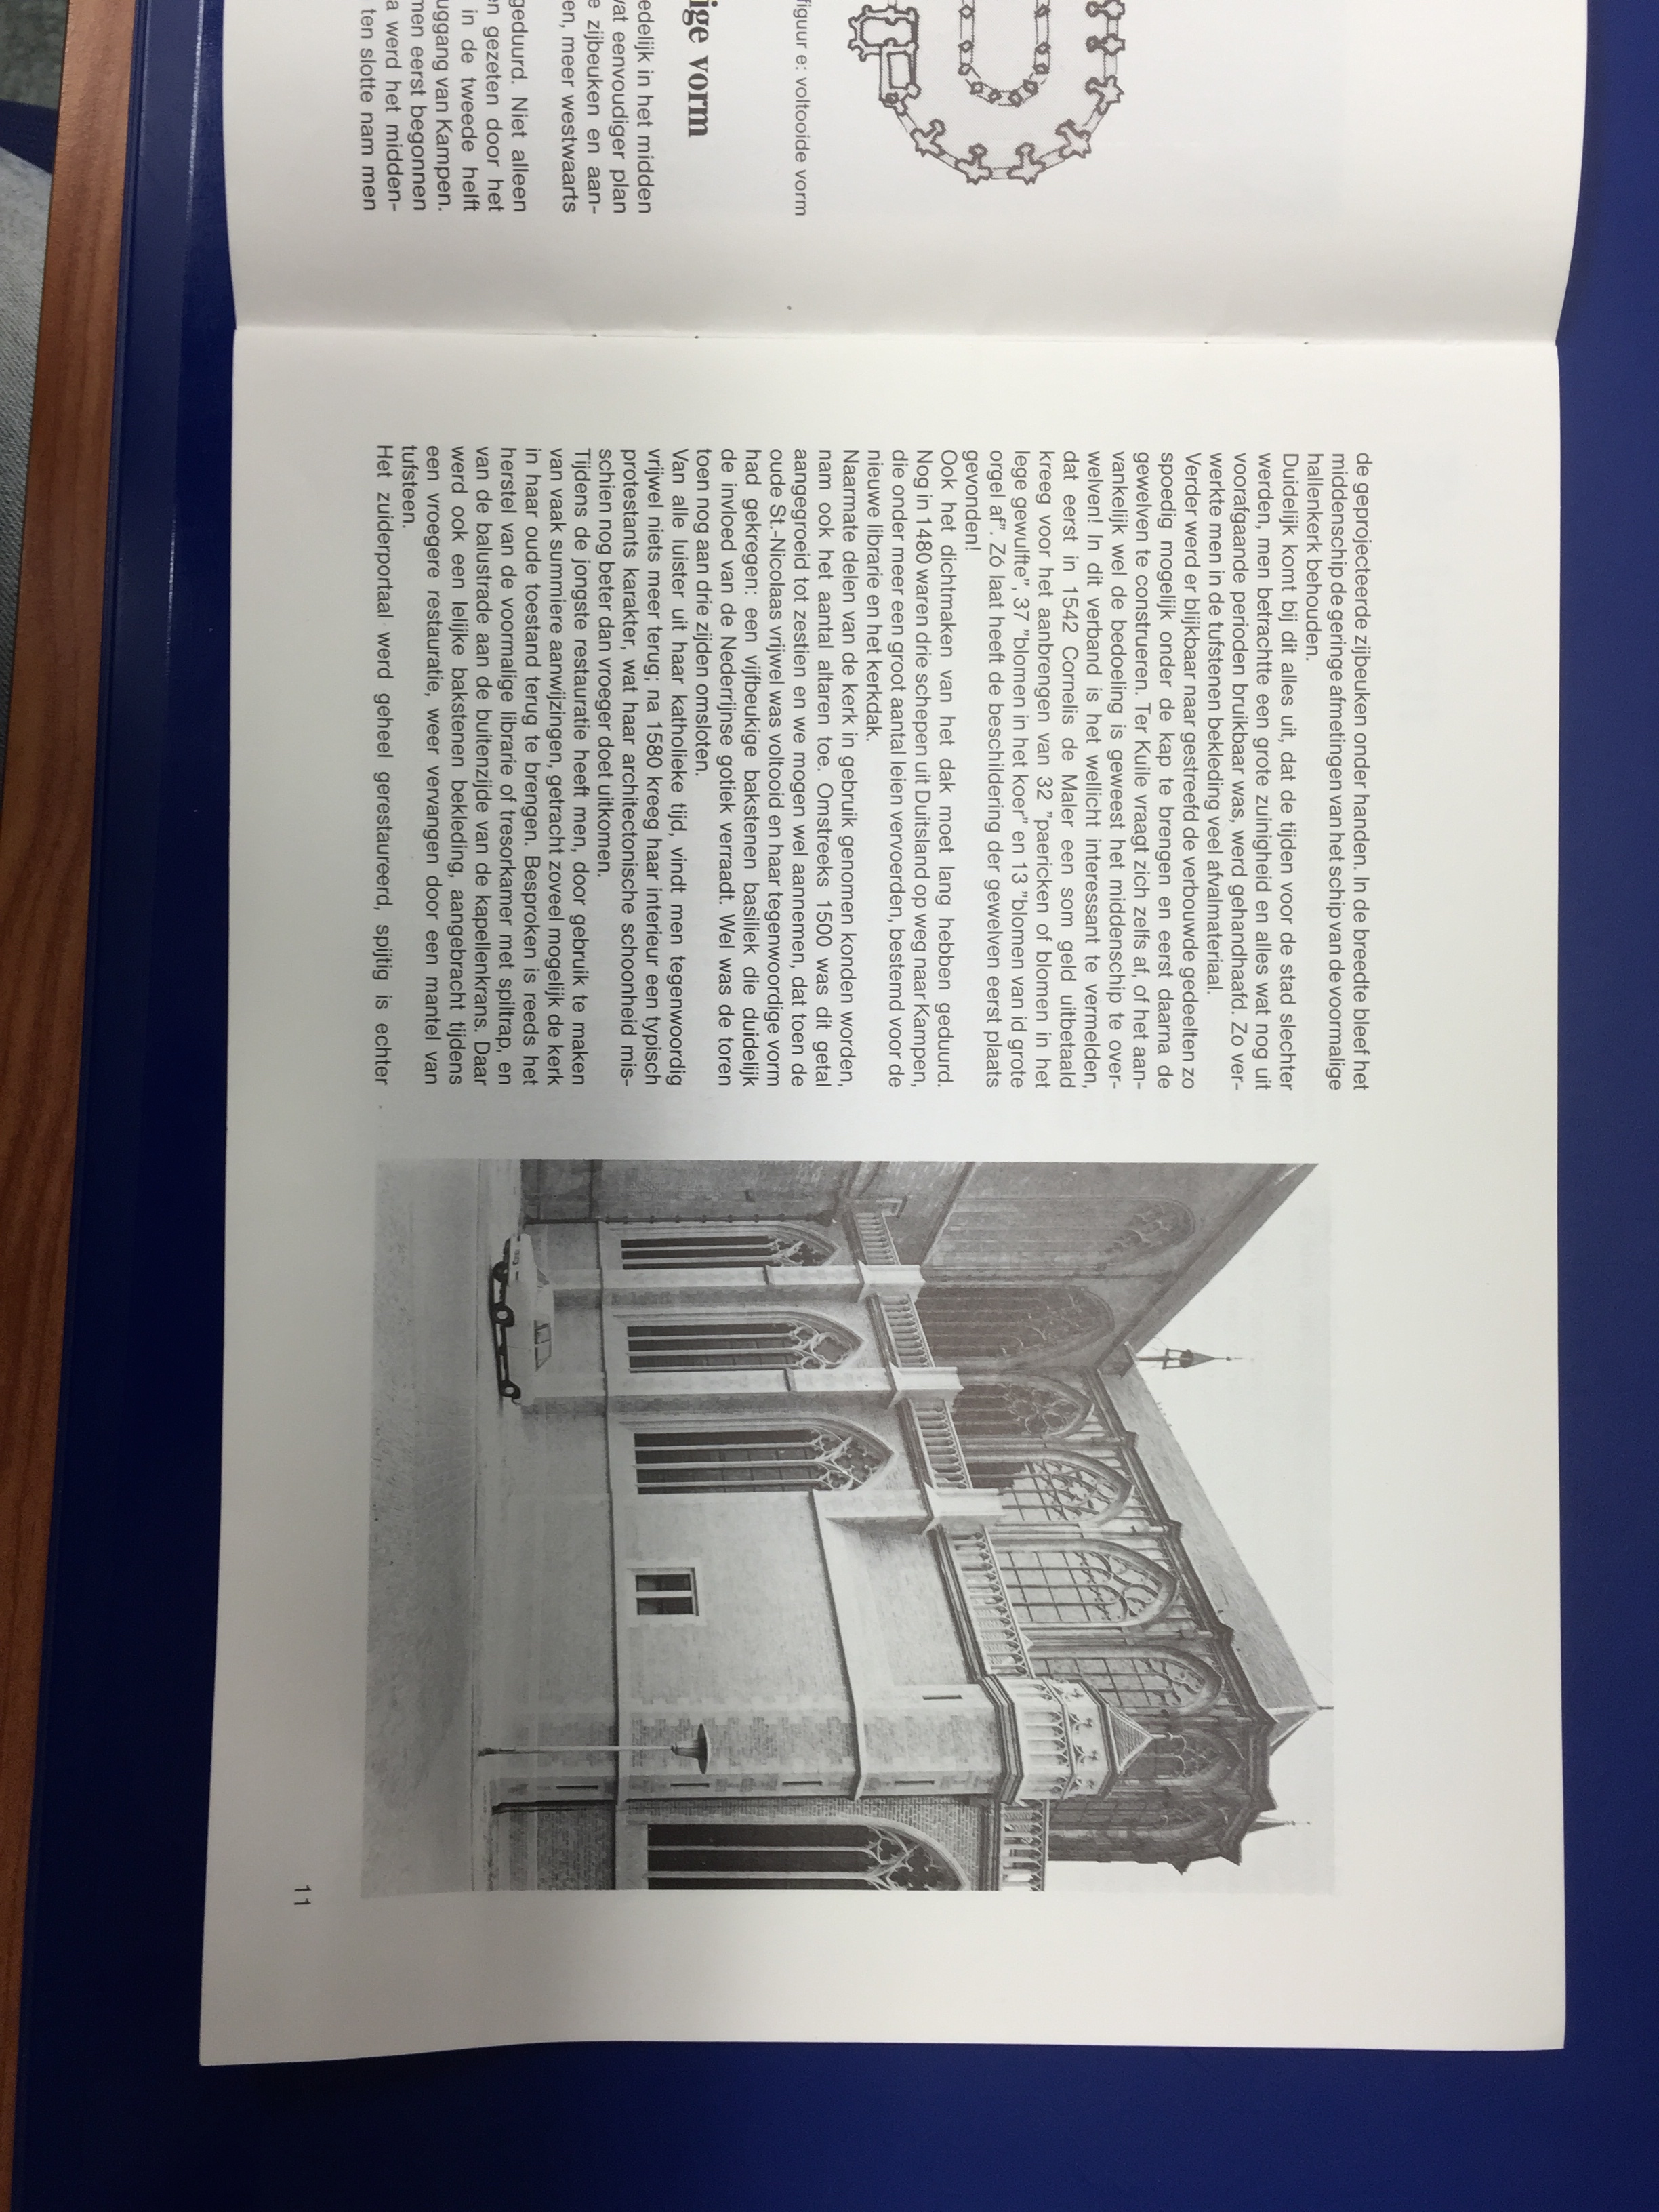 figuur e: voltooide vorm
ige vorm
edelijk in het midden
vat eenvoudiger plan
e zijbeuken en aan-
en, meer westwaarts
geduurd. Niet alleen
en gezeten door het
in de tweede helft
uggang van Kampen.
men eerst begonnen
a werd het midden-
ten slotte nam men
de geprojecteerde zijbeuken onder handen. In de breedte bleef het
middenschip de geringe afmetingen van het schip van de voormalige
hallenkerk behouden.
Duidelijk komt bij dit alles uit, dat de tijden voor de stad slechter
werden, men betrachtte een grote zuinigheid en alles wat nog uit
voorafgaande perioden bruikbaar was, werd gehandhaafd. Zo ver-
werkte men in de tufstenen bekleding veel afvalmateriaal.
Verder werd er blijkbaar naar gestreefd de verbouwde gedeelten zo
spoedig mogelijk onder de kap te brengen en eerst daarna de
gewelven te construeren. Ter Kuile vraagt zich zelfs af, of het aan-
vankelijk wel de bedoeling is geweest het middenschip te over-
welven! In dit verband is het wellicht interessant te vermelden,
dat eerst in 1542 Cornelis de Maler een som geld uitbetaald
kreeg voor het aanbrengen van 32 "paericken of blomen in het
lege gewulfte", 37 "blomen in het koer" en 13 "blomen van id grote
orgel af". Zó laat heeft de beschildering der gewelven eerst plaats
gevonden!
Ook het dichtmaken van het dak moet lang hebben geduurd.
Nog in 1480 waren drie schepen uit Duitsland op weg naar Kampen,
die onder meer een groot aantal leien vervoerden, bestemd voor de
nieuwe librarie en het kerkdak.
Naarmate delen van de kerk in gebruik genomen konden worden,
nam ook het aantal altaren toe. Omstreeks 1500 was dit getal
aangegroeid tot zestien en we mogen wel aannemen, dat toen de
oude St.-Nicolaas vrijwel was voltooid en haar tegenwoordige vorm
had gekregen: een vijfbeukige bakstenen basiliek die duidelijk
de invloed van de Nederrijnse gotiek verraadt. Wel was de toren
toen nog aan drie zijden omsloten.
Van alle luister uit haar katholieke tijd, vindt men tegenwoordig
vrijwel niets meer terug; na 1580 kreeg haar interieur een typisch
protestants karakter, wat haar architectonische schoonheid mis-
schien nog beter dan vroeger doet uitkomen.
Tijdens de jongste restauratie heeft men, door gebruik te maken
van vaak summiere aanwijzingen, getracht zoveel mogelijk de kerk
in haar oude toestand terug te brengen. Besproken is reeds het
herstel van de voormalige librarie of tresorkamer met spiltrap, en
van de balustrade aan de buitenzijde van de kapellenkrans. Daar
werd ook een lelijke bakstenen bekleding, aangebracht tijdens
een vroegere restauratie, weer vervangen door een mantel van
tufsteen.
Het zuiderportaal werd geheel gerestaureerd, spijtig is echter
11